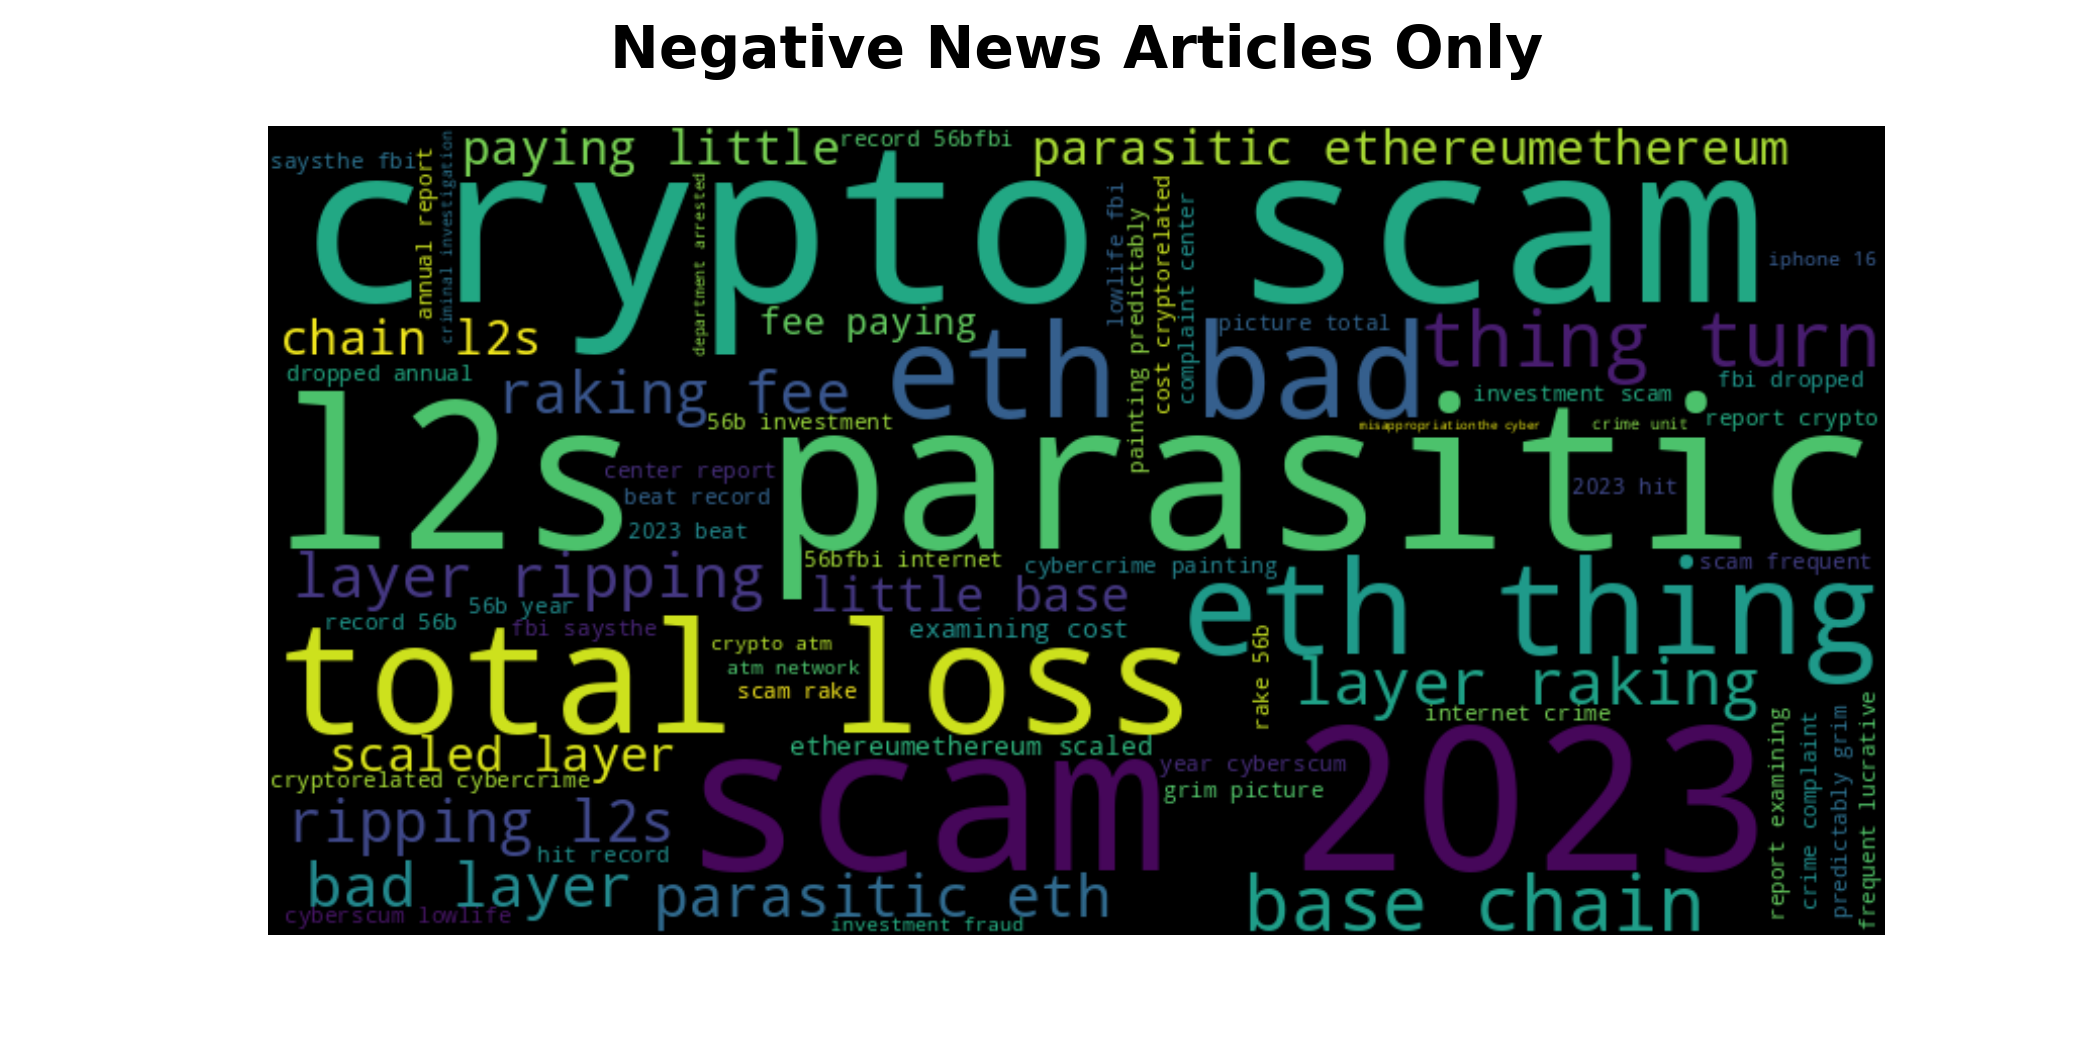 Negative News Articles Only
saysthe fbi
annual report
criminal investigation
paying little
record 56bfbi
parasitic ethereumethereum
crypto scam
department arrested
lowlife fbi
painting predictably
cost cryptorelated
complaint center
iphone 16
chain l2s
fee paying
eth bad
picture total
thing turn
dropped annual
raking fee
investment scam
fbi dropped
56b investment
misappropriationthe cyber
crime unit
report crypto
l2s parasitic
center report
beat record
2023 hit
2023 beat
layer ripping
56bfbi internet
cybercrime painting
scam frequent
little base
eth thing
56b year
record 56b
fbi saysthe
examining cost
total loss
crypto atm
atm network
scam rake
rake 56b
layer raking
internet crime
scaled layer
ethereumethereum scaled
scam 2023
year cyberscum
cryptorelated cybercrime
grim picture
report examining
crime complaint
predictably grim
frequent lucrative
ripping l2s
hit record
bad layer
parasitic eth
base chain
cyberscum lowlife
investment fraud